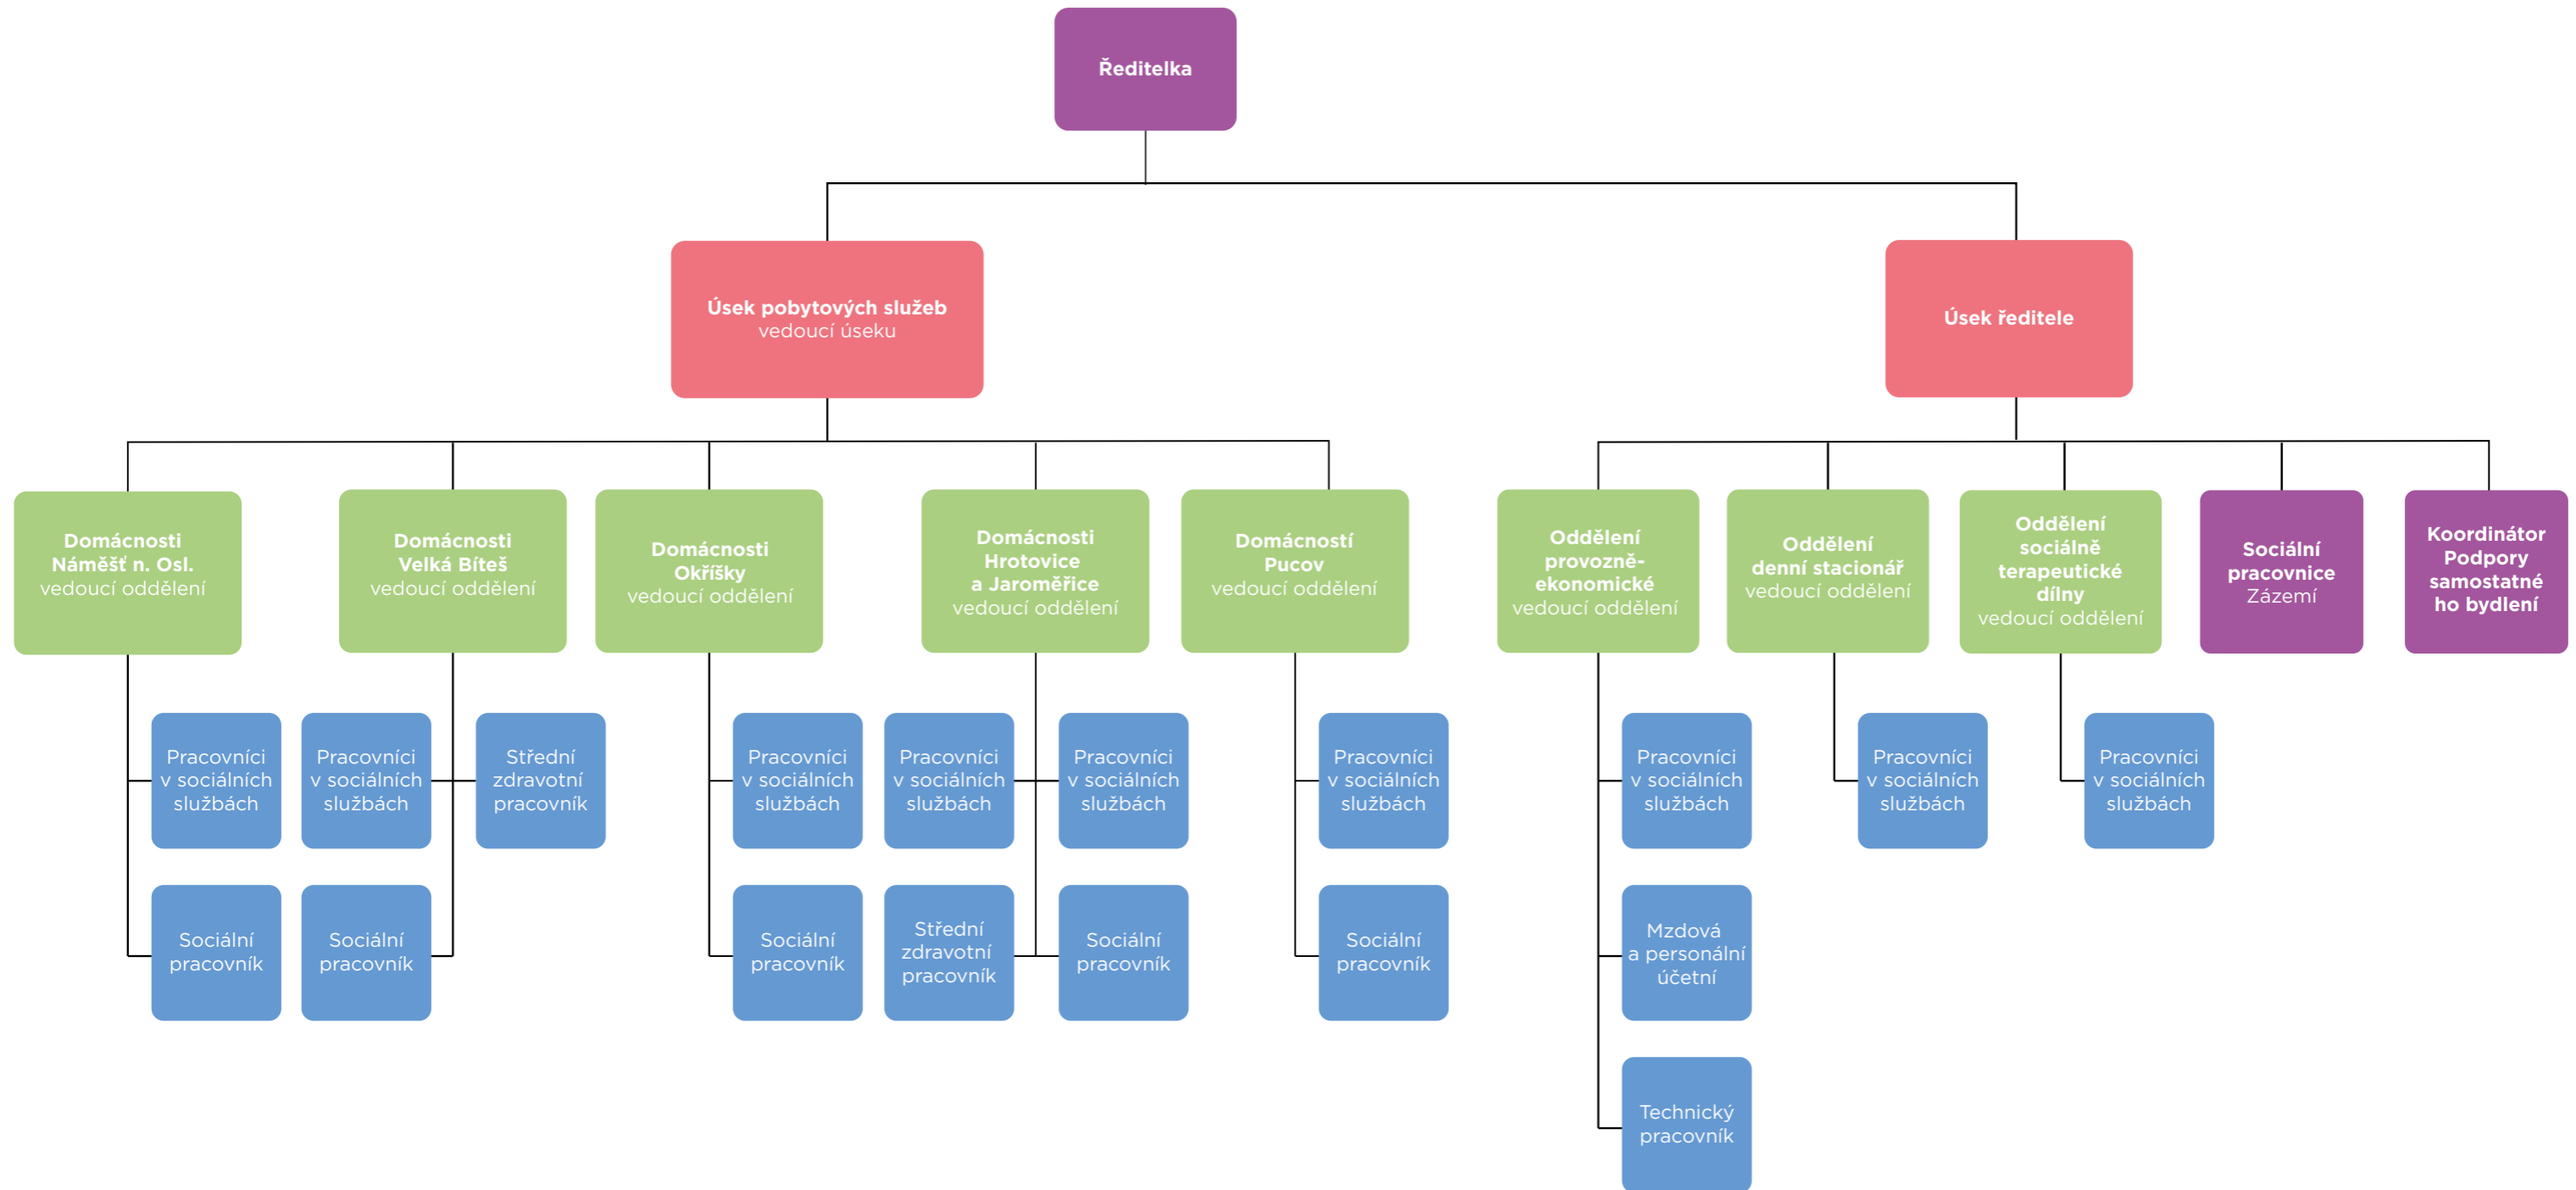 Ředitelka
Úsek pobytových služeb
vedoucí úseku
Úsek ředitele
Domácnosti
Náměšť n. Osl.
vedoucí oddělení
Domácnosti
Velká Bíteš
vedoucí oddělení
Domácnosti
Okříšky
vedoucí oddělení
Domácnosti
Hrotovice
a Jaroměřice
vedoucí oddělení
Domácností
Pucov
vedoucí oddělení
Oddělení
provozně-
ekonomické
vedoucí oddělení
Oddělení
denní stacionář
vedoucí oddělení
Oddělení
sociálně
terapeutické
dílny
vedoucí oddělení
Sociální
pracovnice
Zázemí
Koordinátor
Podpory
samostatné
ho bydlení
Pracovníci
v sociálních
službách
Pracovníci
v sociálních
službách
Střední
zdravotní
pracovník
Pracovníci
v sociálních
službách
Pracovníci
v sociálních
službách
Pracovníci
v sociálních
službách
Pracovníci
v sociálních
službách
Pracovníci
v sociálních
službách
Pracovníci
v sociálních
službách
Pracovníci
v sociálních
službách
Sociální
pracovník
Sociální
pracovník
Sociální
pracovník
Střední
zdravotní
pracovník
Sociální
pracovník
Sociální
pracovník
Mzdová
a personální
účetní
Technický
pracovník